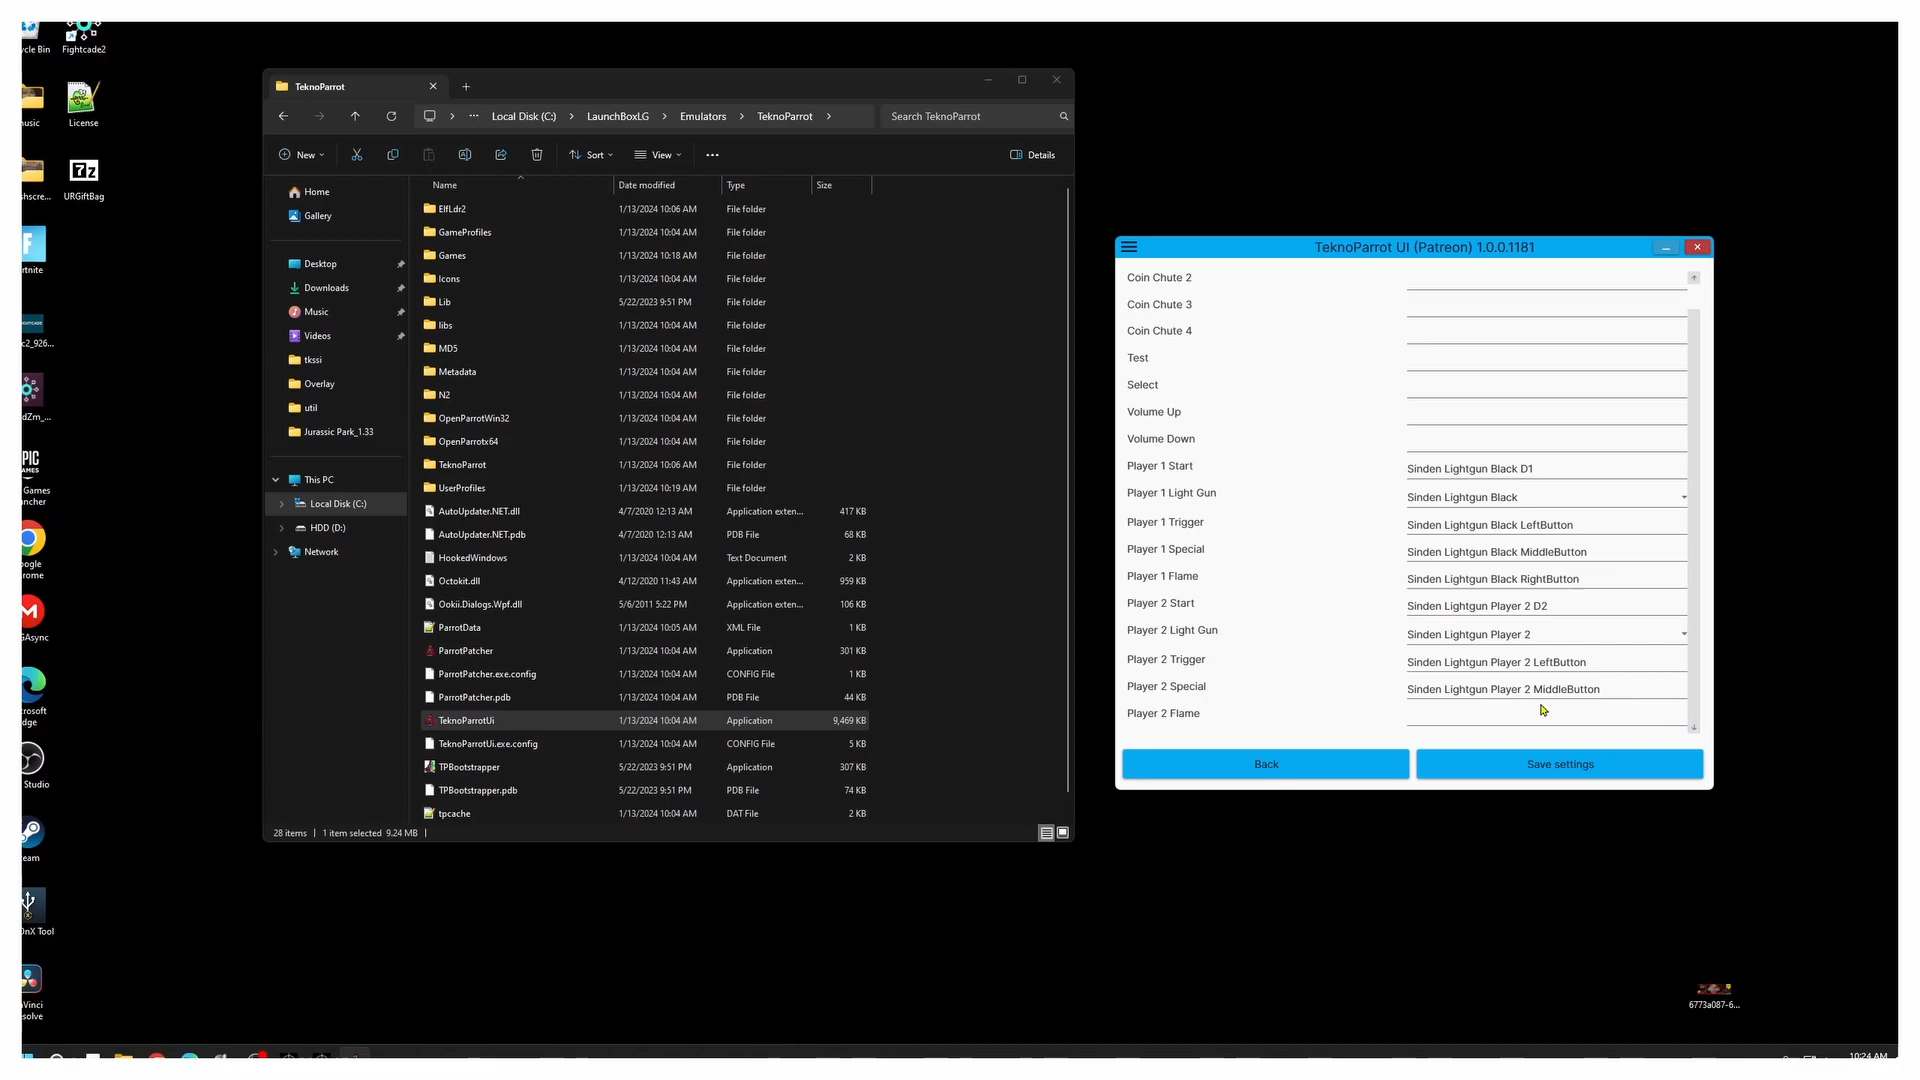 cle Bin
Fightcade2
usic
License
hscre...
URGiftBag
rtnite
c2_926...
dZm_...
Games
ncher
oogle
rome
GAsync
rosoft
dge
Studio
eam
OnX Tool
Vinci
esolve
TeknoParrot
Local Disk (C:)
LaunchBoxLG
Emulators
TeknoParrot
Search TeknoParrot
New
Sort
View
Details
Home
Gallery
Desktop
Downloads
Music
Videos
tkssi
Overlay
util
Jurassic Park_1.33
This PC
Local Disk (C:)
HDD (D:)
Network
Name Date modified Type Size
ElfLdr2 1/13/2024 10:06 AM File folder
GameProfiles 1/13/2024 10:04 AM File folder
Games 1/13/2024 10:18 AM File folder
Icons 1/13/2024 10:04 AM File folder
Lib 5/22/2023 9:51 PM File folder
libs 1/13/2024 10:04 AM File folder
MD5 1/13/2024 10:04 AM File folder
Metadata 1/13/2024 10:04 AM File folder
N2 1/13/2024 10:04 AM File folder
OpenParrotWin32 1/13/2024 10:04 AM File folder
OpenParrotx64 1/13/2024 10:04 AM File folder
TeknoParrot 1/13/2024 10:06 AM File folder
UserProfiles 1/13/2024 10:19 AM File folder
AutoUpdater.NET.dll 4/7/2020 12:13 AM Application exten... 417 KB
AutoUpdater.NET.pdb 4/7/2020 12:13 AM PDB File 68 KB
HookedWindows 1/13/2024 10:04 AM Text Document 2 KB
Octokit.dll 4/12/2020 11:43 AM Application exten... 959 KB
Ookii.Dialogs.Wpf.dll 5/6/2011 5:22 PM Application exten... 106 KB
ParrotData 1/13/2024 10:05 AM XML File 1 KB
ParrotPatcher 1/13/2024 10:04 AM Application 301 KB
ParrotPatcher.exe.config 1/13/2024 10:04 AM CONFIG File 1 KB
ParrotPatcher.pdb 1/13/2024 10:04 AM PDB File 44 KB
TeknoParrotUi 1/13/2024 10:04 AM Application 9,469 KB
TeknoParrotUi.exe.config 1/13/2024 10:04 AM CONFIG File 5 KB
TPBootstrapper 5/22/2023 9:51 PM Application 307 KB
TPBootstrapper.pdb 5/22/2023 9:51 PM PDB File 74 KB
tpcache 1/13/2024 10:04 AM DAT File 2 KB
28 items 1 item selected 9.24 MB
TeknoParrot UI (Patreon) 1.0.0.1181
Coin Chute 2
Coin Chute 3
Coin Chute 4
Test
Select
Volume Up
Volume Down
Player 1 Start Sinden Lightgun Black D1
Player 1 Light Gun Sinden Lightgun Black
Player 1 Trigger Sinden Lightgun Black LeftButton
Player 1 Special Sinden Lightgun Black MiddleButton
Player 1 Flame Sinden Lightgun Black RightButton
Player 2 Start Sinden Lightgun Player 2 D2
Player 2 Light Gun Sinden Lightgun Player 2
Player 2 Trigger Sinden Lightgun Player 2 LeftButton
Player 2 Special Sinden Lightgun Player 2 MiddleButton
Player 2 Flame
Back
Save settings
6773a087-6...
10:24 AM